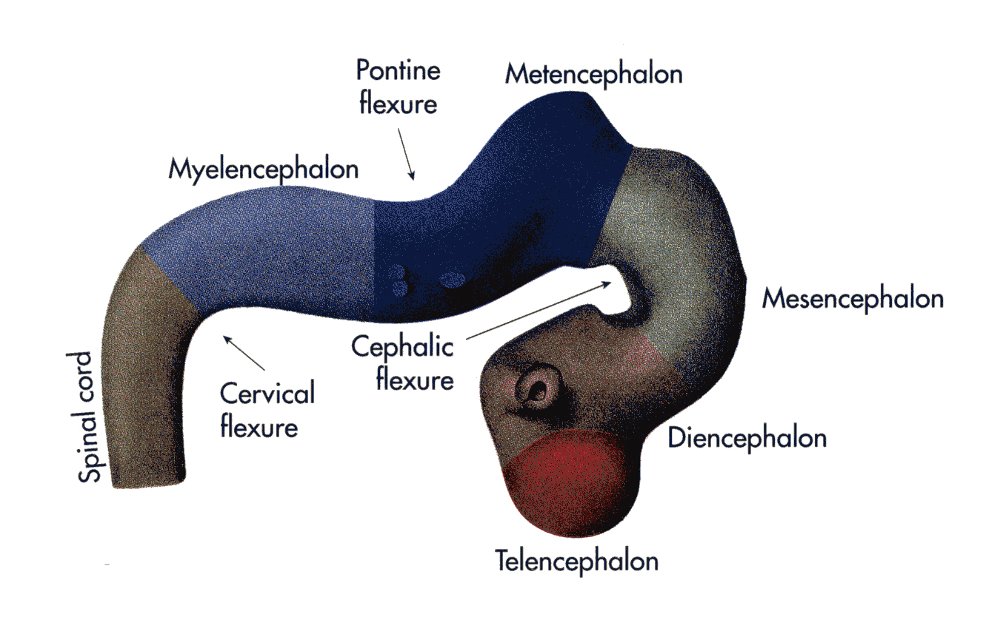 Pontine
flexure
Metencephalon
Myelencephalon
Mesencephalon
Cephalic
flexure
Cervical
flexure
Spinal cord
Diencephalon
Telencephalon